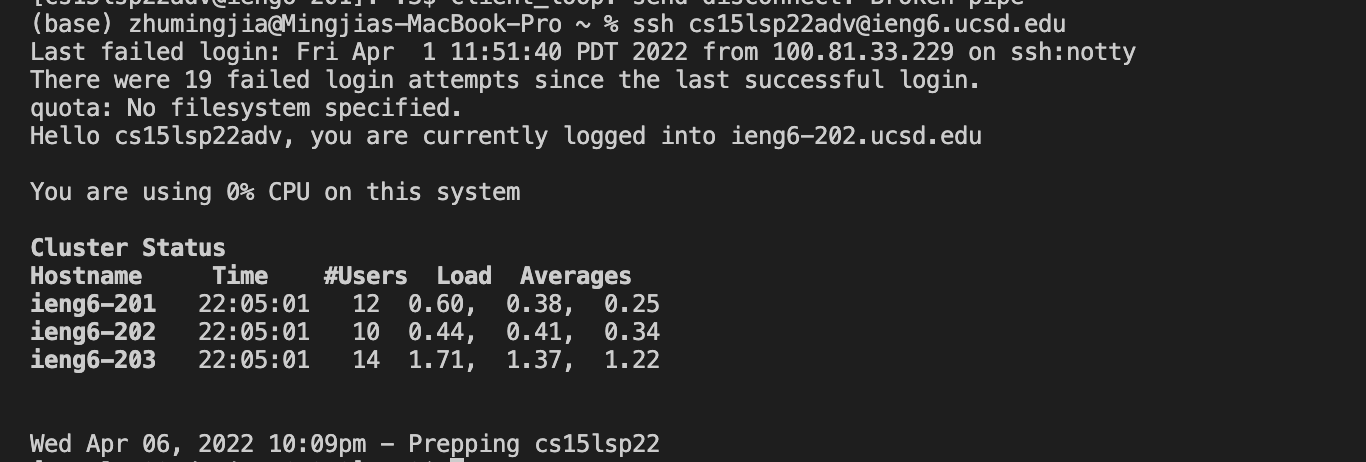 (base) zhumingjia@Mingjias-MacBook-Pro ~ % ssh cs15lsp22adv@ieng6.ucsd.edu
Last failed login: Fri Apr  1 11:51:40 PDT 2022 from 100.81.33.229 on ssh:notty
There were 19 failed login attempts since the last successful login.
quota: No filesystem specified.
Hello cs15lsp22adv, you are currently logged into ieng6-202.ucsd.edu
You are using 0% CPU on this system
Cluster Status
Hostname     Time    #Users  Load  Averages
ieng6-201   22:05:01   12  0.60,  0.38,  0.25
ieng6-202   22:05:01   10  0.44,  0.41,  0.34
ieng6-203   22:05:01   14  1.71,  1.37,  1.22
Wed Apr 06, 2022 10:09pm - Prepping cs15lsp22